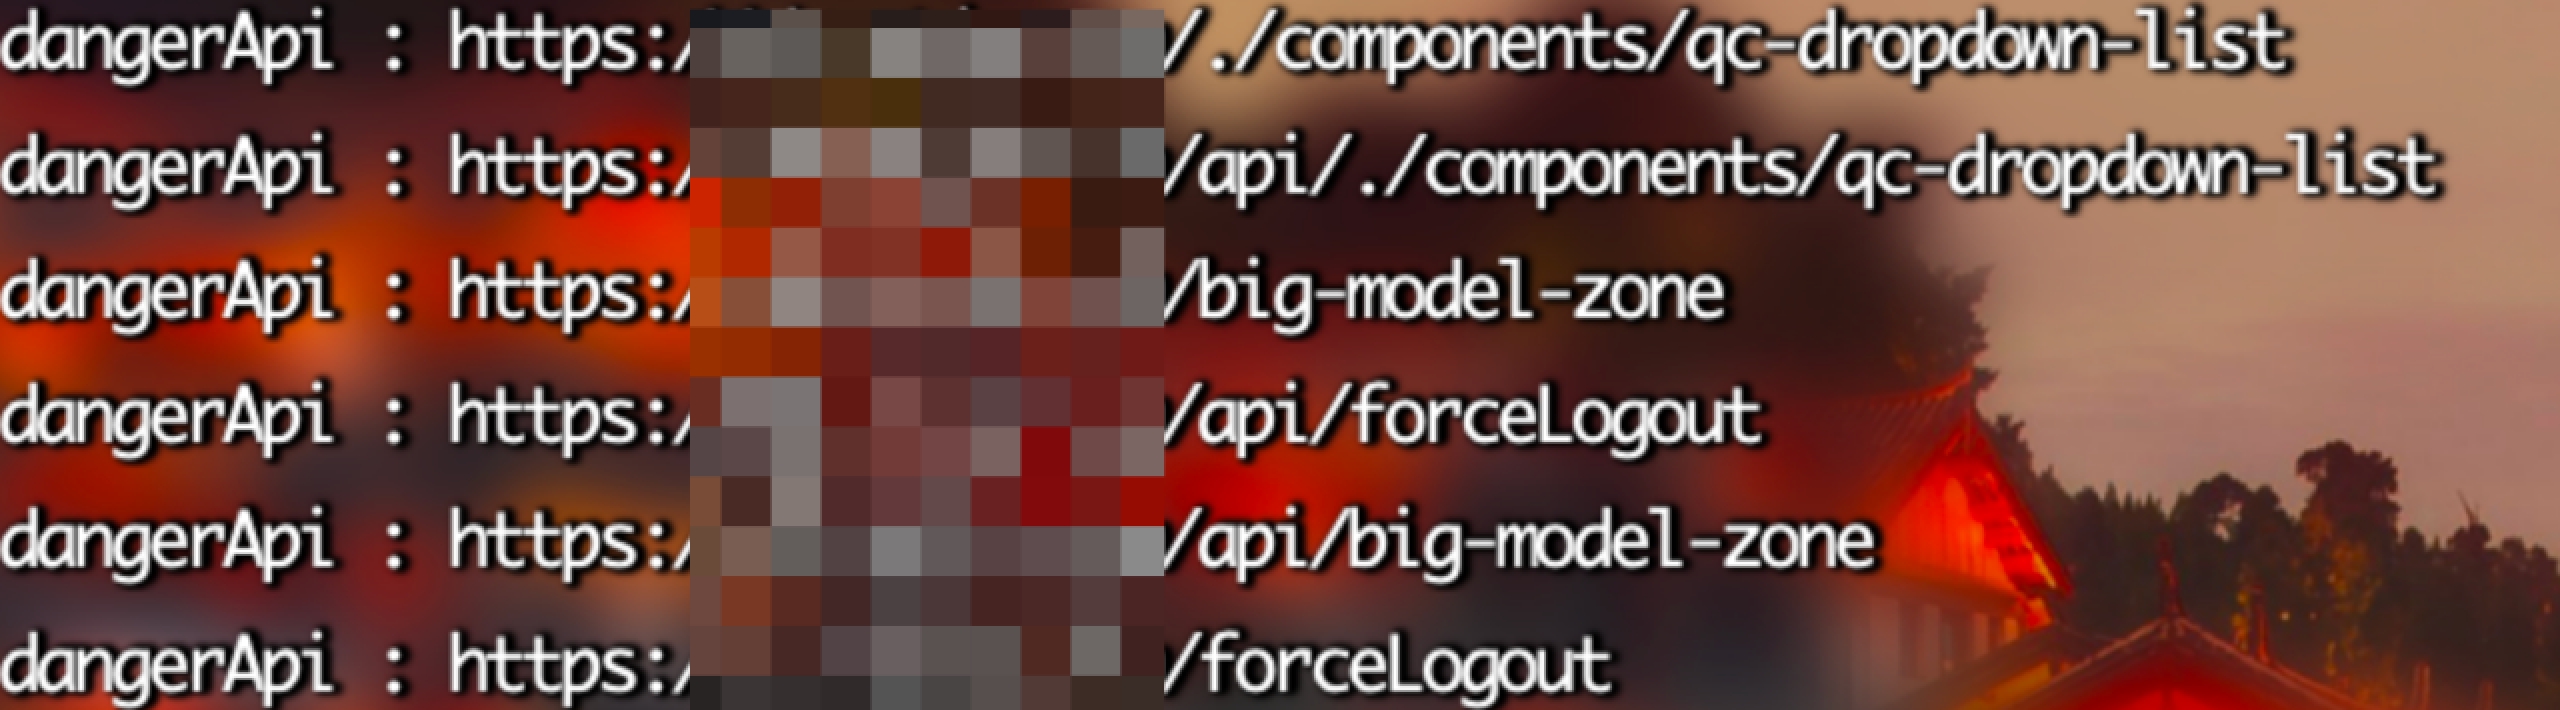 dangerApi : https:/ /./components/qc-dropdown-list
dangerApi : https:/ /api/./components/qc-dropdown-list
dangerApi : https:/ /big-model-zone
dangerApi : https:/ /api/forceLogout
dangerApi : https:/ /api/big-model-zone
dangerApi : https:/ /forceLogout